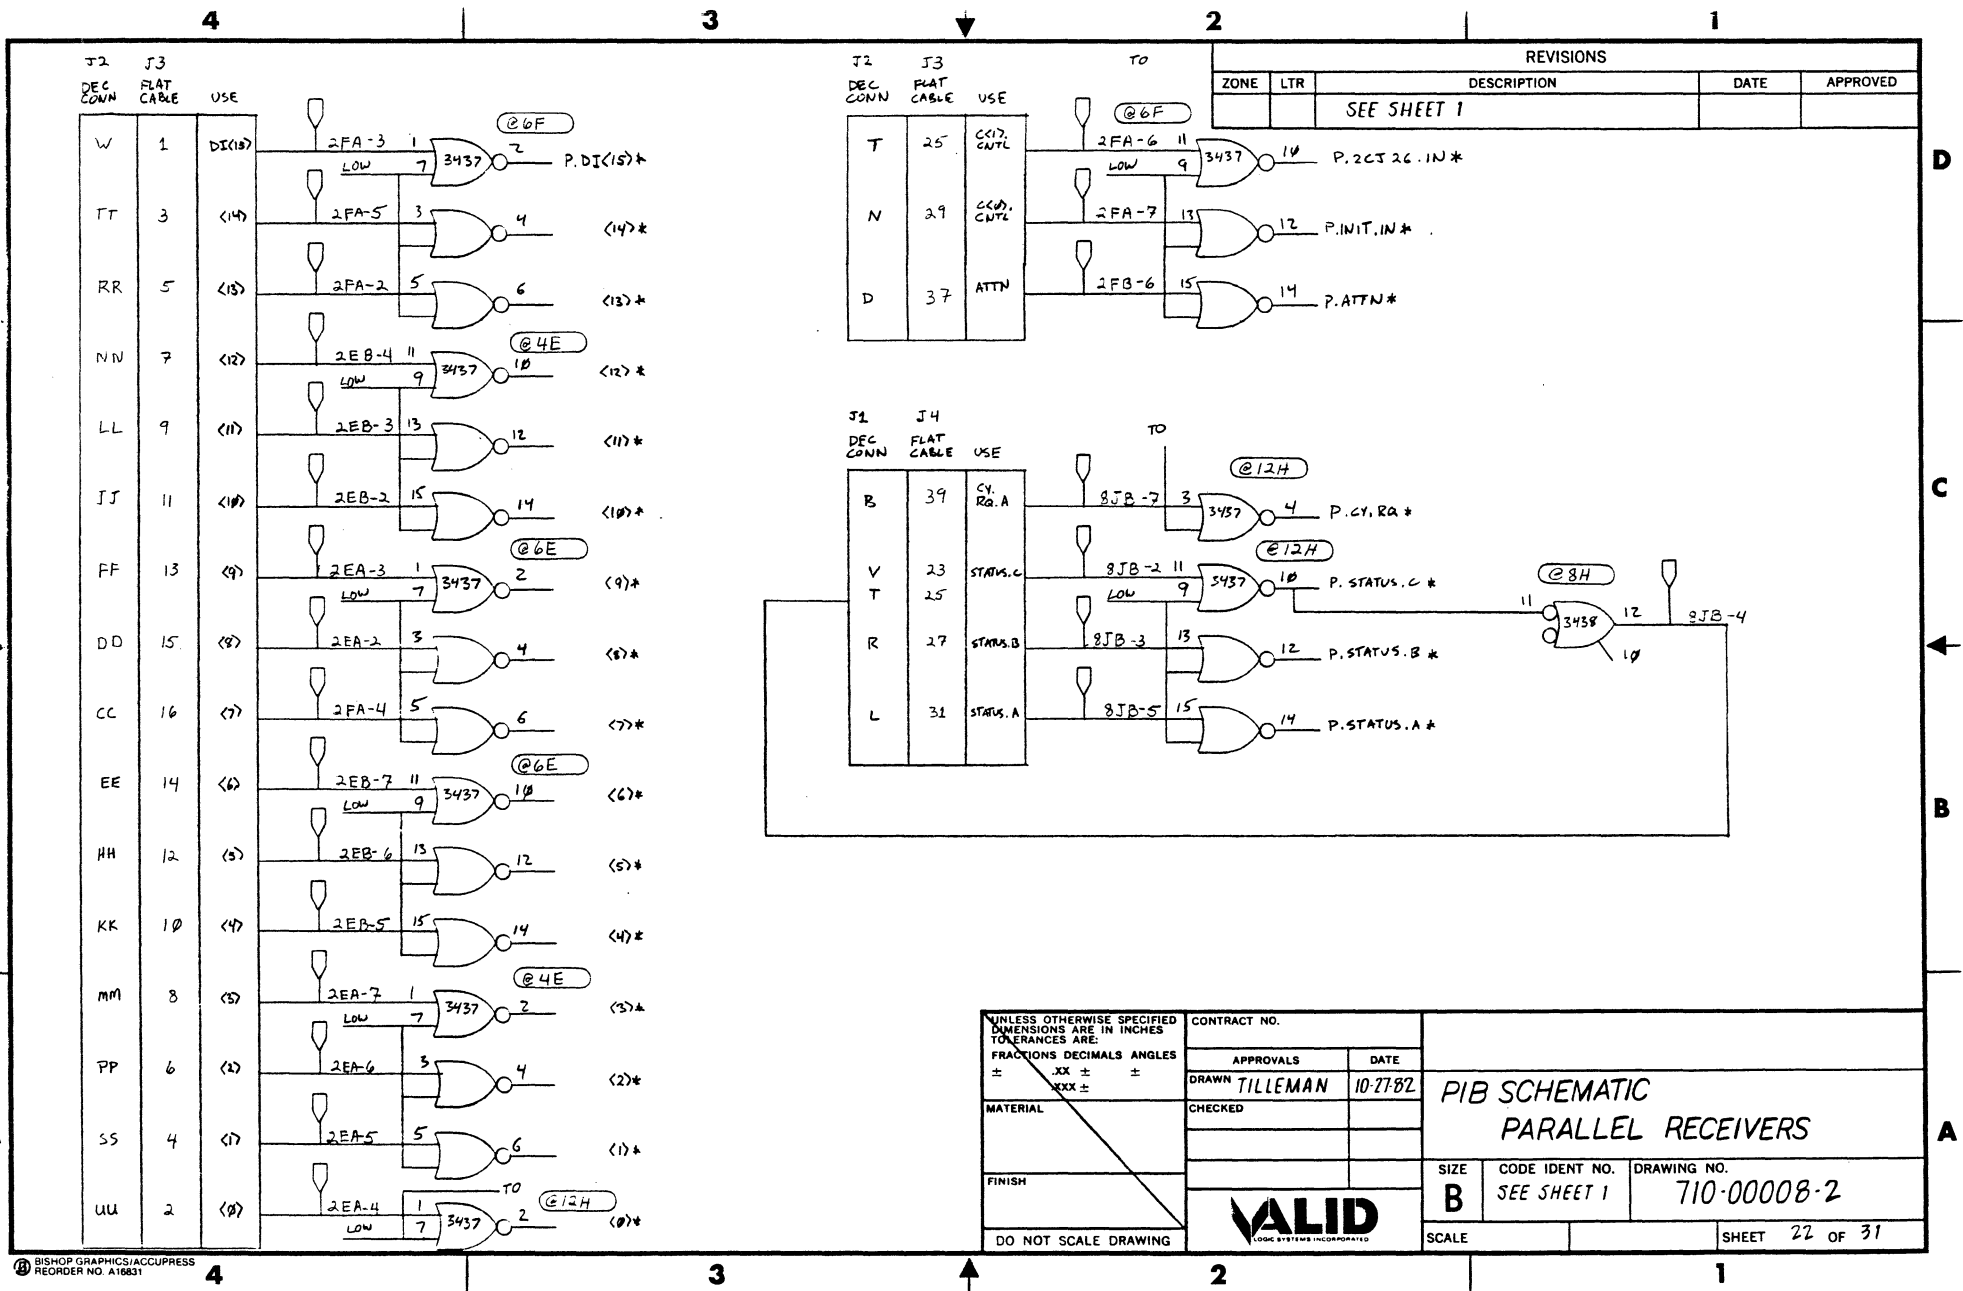 4 3 2 1
J2 J3
DEC CONN FLAT CABLE USE
W 1 DI<15> 2FA-3 1 LOW 7 3437 @6F 2 P.DI<15>*
TT 3 <14> 2FA-5 3 4 <14>*
RR 5 <13> 2FA-2 5 6 <13>*
NN 7 <12> 2EB-4 11 LOW 9 3437 @4E 1Ø <12>*
LL 9 <11> 2EB-3 13 12 <11>*
JJ 11 <1Ø> 2EB-2 15 14 <1Ø>*
FF 13 <9> 2EA-3 1 LOW 7 3437 @6E 2 <9>*
DD 15 <8> 2EA-2 3 4 <8>*
CC 16 <7> 2FA-4 5 6 <7>*
EE 14 <6> 2EB-7 11 LOW 9 3437 @6E 1Ø <6>*
HH 12 <5> 2EB-6 13 12 <5>*
KK 1Ø <4> 2EB-5 15 14 <4>*
MM 8 <3> 2EA-7 1 LOW 7 3437 @4E 2 <3>*
PP 6 <2> 2EA-6 3 4 <2>*
SS 4 <1> 2EA-5 5 6 <1>*
UU 2 <Ø> 2EA-4 1 LOW 7 3437 TO @12H 2 <Ø>*
J2 J3 TO
DEC CONN FLAT CABLE USE
T 25 C<1>. CNTL 2FA-6 11 LOW 9 3437 @6F 1Ø P.2CJ26.IN*
N 29 C<Ø>. CNTL 2FA-7 13 12 P.INIT.IN*
D 37 ATTN 2FB-6 15 14 P.ATTN*
J1 J4 TO
DEC CONN FLAT CABLE USE
B 39 CY. RQ.A 8JB-7 3 3437 @12H 4 P.CY.RQ*
V 23 STATUS.C 8JB-2 11 LOW 9 3437 @12H 1Ø P.STATUS.C*
T 25
R 27 STATUS.B 8JB-3 13 12 P.STATUS.B*
L 31 STATUS.A 8JB-5 15 14 P.STATUS.A*
@8H
11 3438 12 8JB-4
1Ø
REVISIONS
ZONE LTR DESCRIPTION DATE APPROVED
SEE SHEET 1
D
C
B
A
UNLESS OTHERWISE SPECIFIED
DIMENSIONS ARE IN INCHES
TOLERANCES ARE:
FRACTIONS DECIMALS ANGLES
± .XX ± ±
.XXX ±
MATERIAL
FINISH
DO NOT SCALE DRAWING
CONTRACT NO.
APPROVALS DATE
DRAWN TILLEMAN 10-27-82
CHECKED
VALID
LOGIC SYSTEMS INCORPORATED
PIB SCHEMATIC
PARALLEL RECEIVERS
SIZE B
CODE IDENT NO. SEE SHEET 1
DRAWING NO. 710-00008-2
SCALE
SHEET 22 OF 31
BISHOP GRAPHICS/ACCUPRESS
REORDER NO. A16831
4 3 2 1